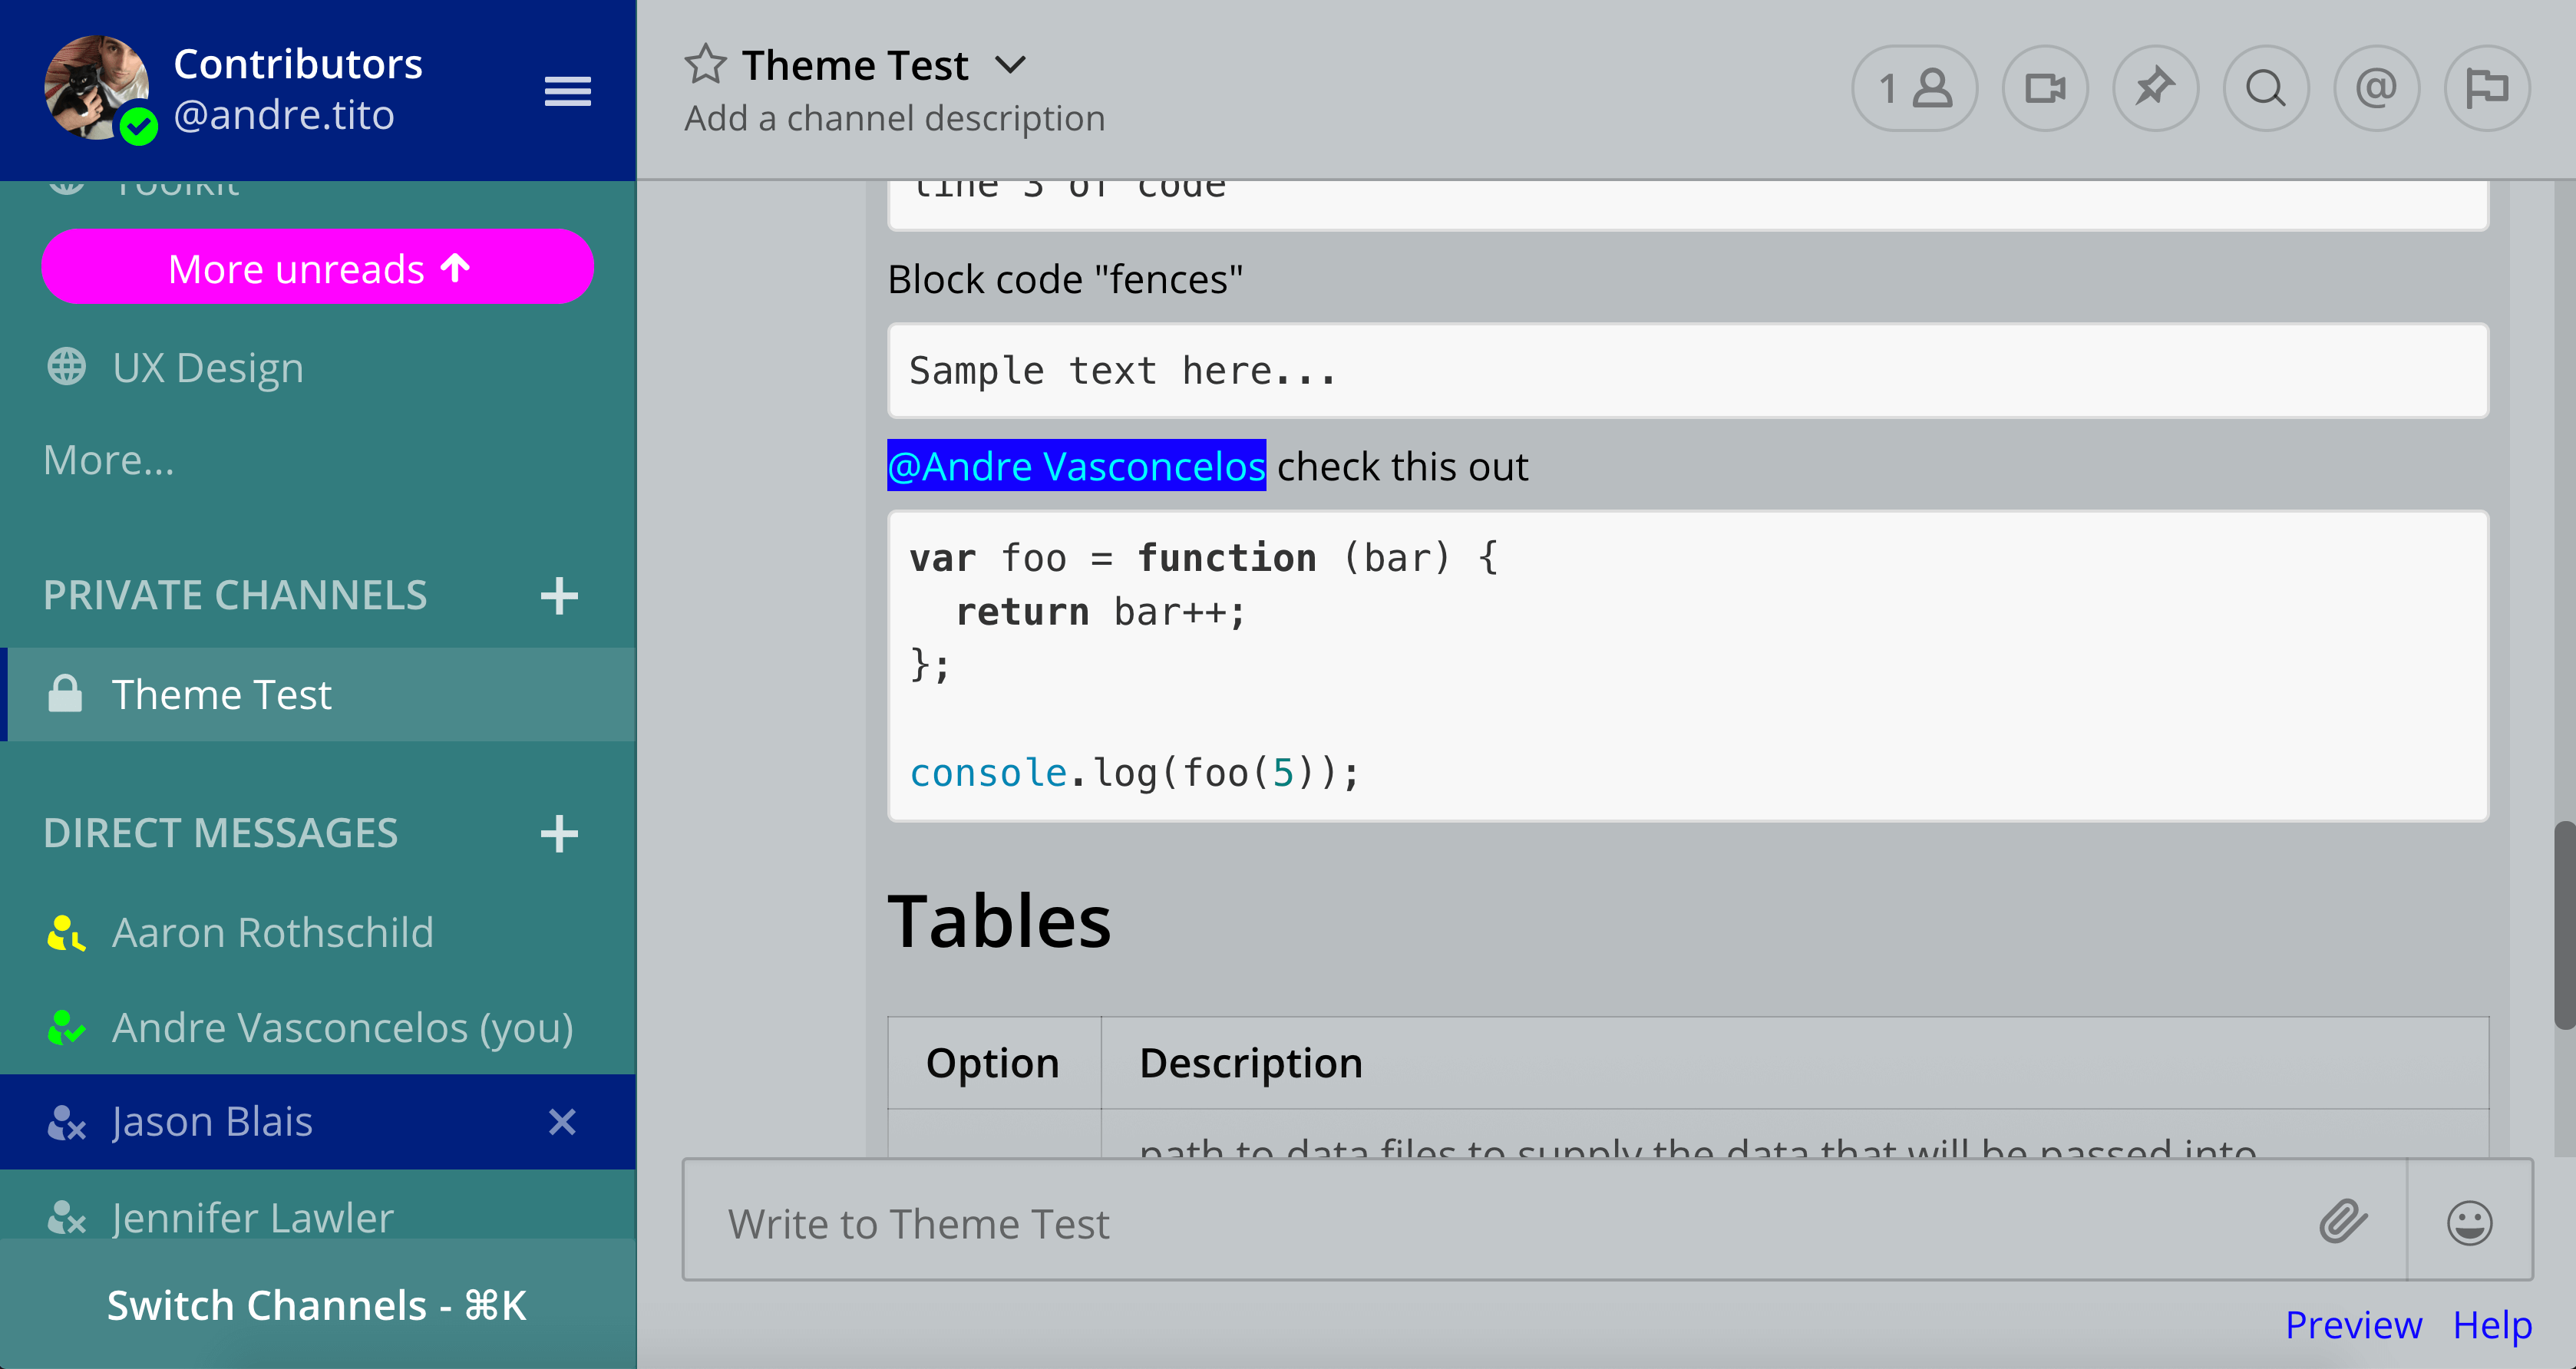 Contributors
@andre.tito
Toolkit
More unreads
UX Design
More...
PRIVATE CHANNELS
Theme Test
DIRECT MESSAGES
Aaron Rothschild
Andre Vasconcelos (you)
Jason Blais
Jennifer Lawler
Switch Channels - ⌘K
Theme Test
Add a channel description
1
@
line 3 of code
Block code "fences"
Sample text here...
@Andre Vasconcelos check this out
var foo = function (bar) {
  return bar++;
};
console.log(foo(5));
Tables
Option Description
path to data files to supply the data that will be passed into
Write to Theme Test
Preview Help